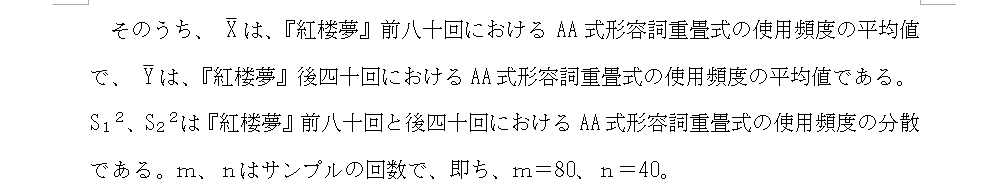 そのうち、 X̅は、『紅楼夢』前八十回における AA 式形容詞重畳式の使用頻度の平均値
で、 Y̅は、『紅楼夢』後四十回における AA 式形容詞重畳式の使用頻度の平均値である。
S₁²、S₂²は『紅楼夢』前八十回と後四十回における AA 式形容詞重畳式の使用頻度の分散
である。ｍ、ｎはサンプルの回数で、即ち、ｍ＝80、ｎ＝40。